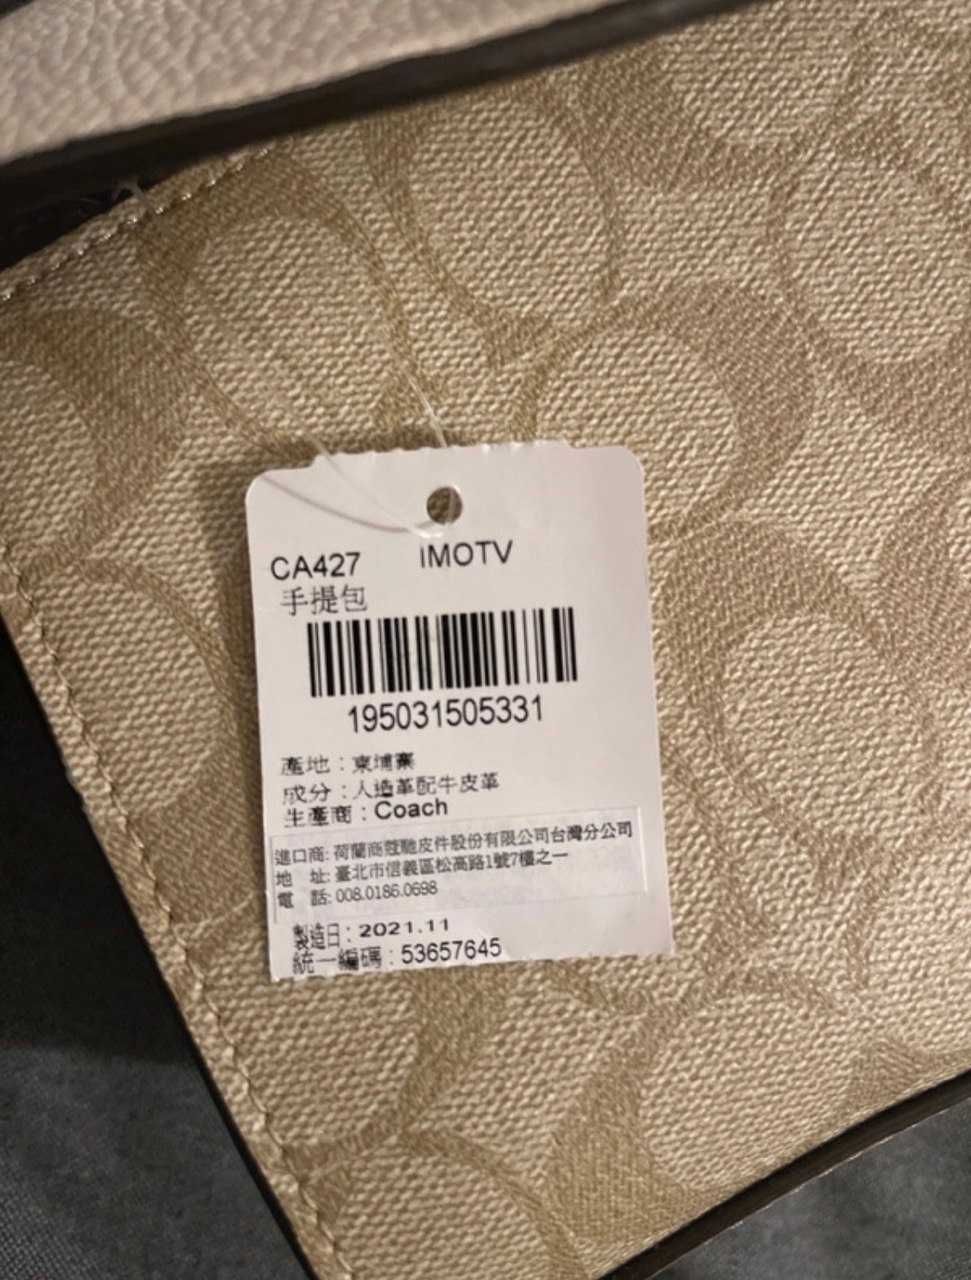 CA427 IMOTV
手提包
195031505331
產地：柬埔寨
成分：人造革配牛皮革
生產商：Coach
進口商: 荷蘭商蔻馳皮件股份有限公司台灣分公司
地 址: 臺北市信義區松高路1號7樓之一
電 話: 008.0186.0698
製造日：2021.11
統一編碼：53657645